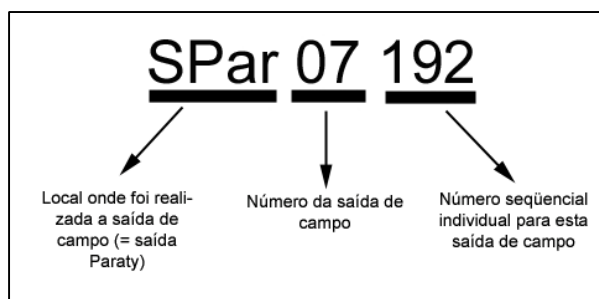 SPar 07 192
Local onde foi reali-
zada a saída de
campo (= saída
Paraty)
Número da saída de
campo
Número seqüencial
individual para esta
saída de campo